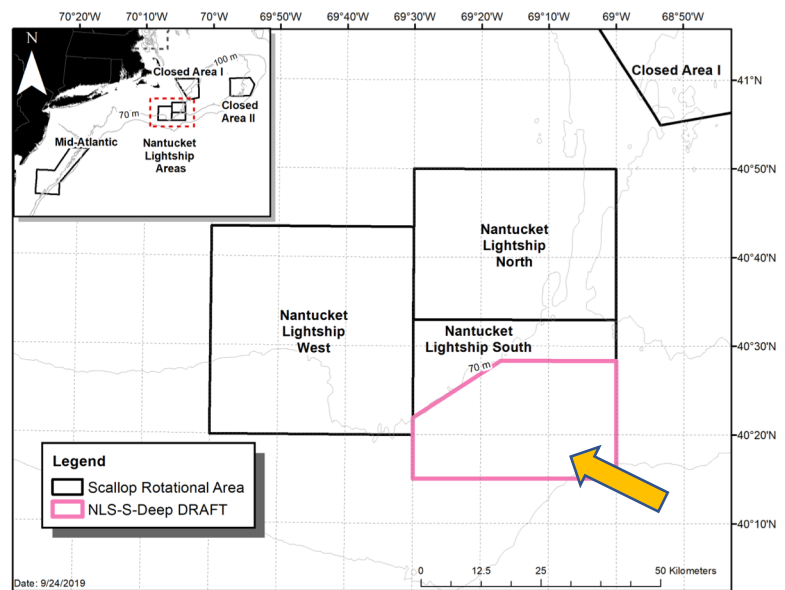 70°20'W 70°10'W 70°W 69°50'W 69°40'W 69°30'W 69°20'W 69°10'W 69°W 68°50'W
N
100 m
Closed Area I
Closed
Area II
70 m
Mid-Atlantic
Nantucket
Lightship
Areas
Closed Area I
41°N
40°50'N
Nantucket
Lightship
North
40°40'N
Nantucket
Lightship
West
Nantucket
Lightship South
40°30'N
70 m
40°20'N
40°10'N
Legend
Scallop Rotational Area
NLS-S-Deep DRAFT
0 12.5 25 50 Kilometers
Date: 9/24/2019